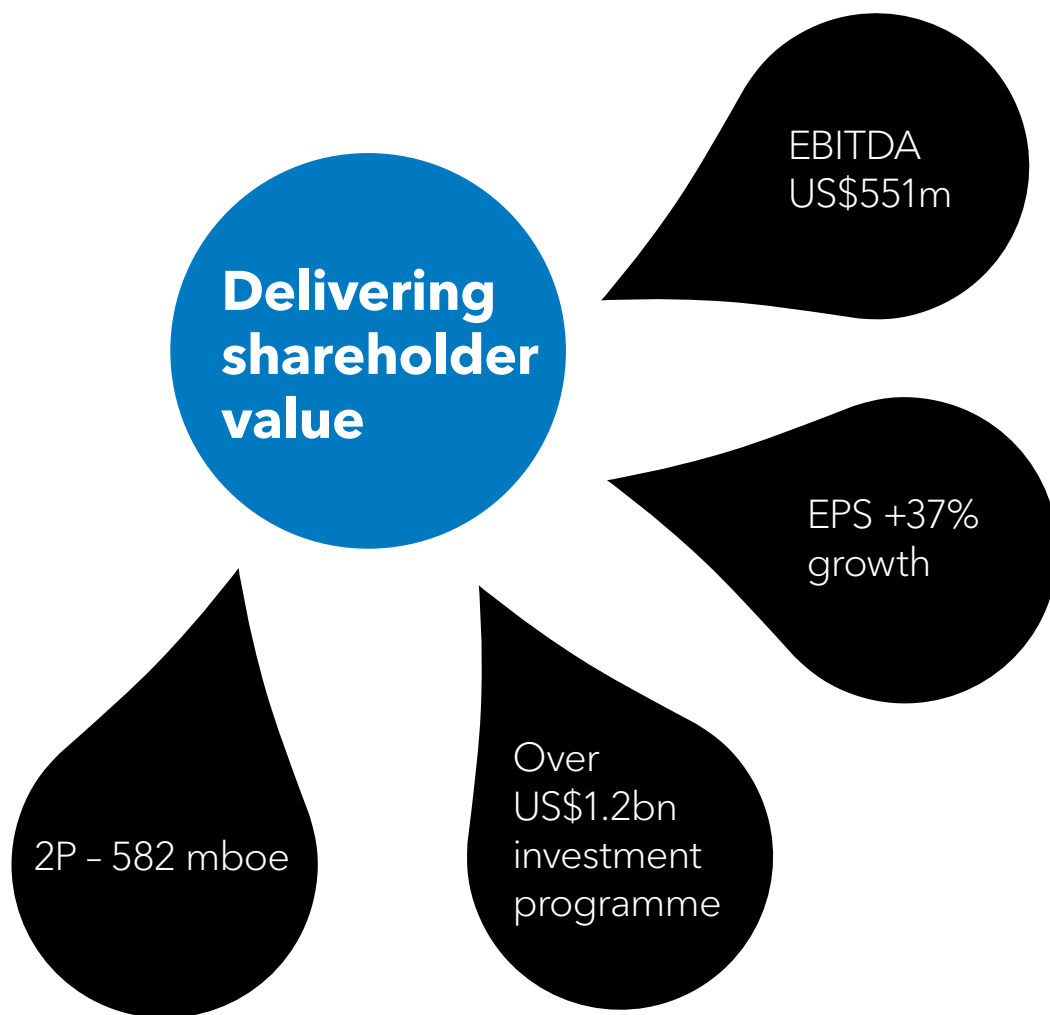 Delivering
shareholder
value
EBITDA
US$551m
EPS +37%
growth
Over
US$1.2bn
investment
programme
2P – 582 mboe